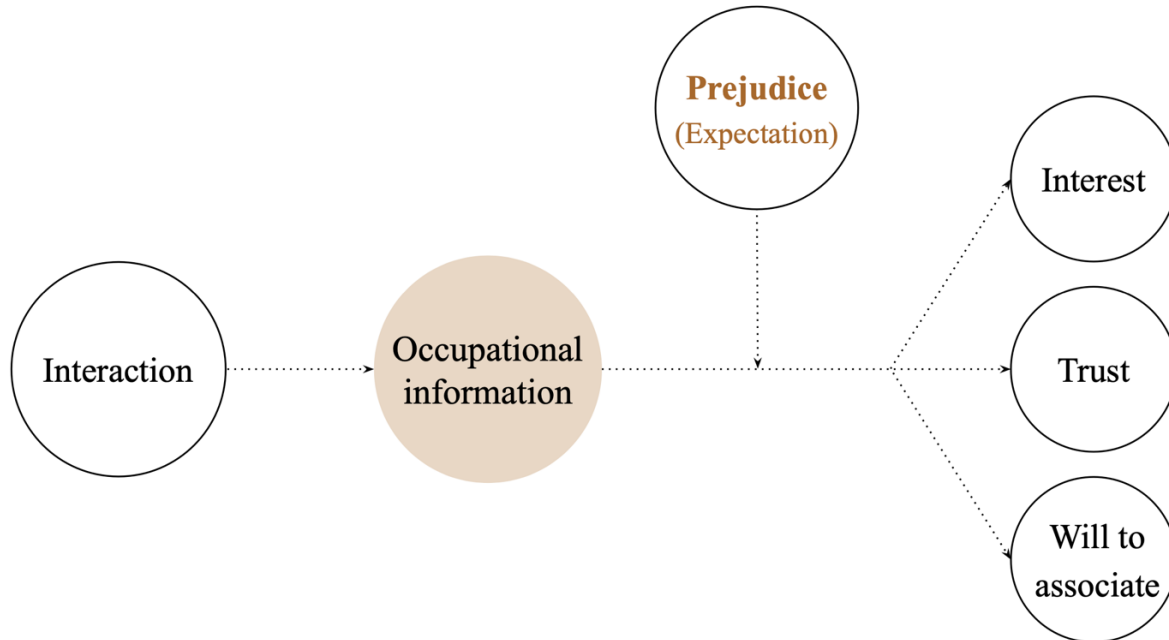 Prejudice
(Expectation)
Interest
Interaction
Occupational
information
Trust
Will to
associate